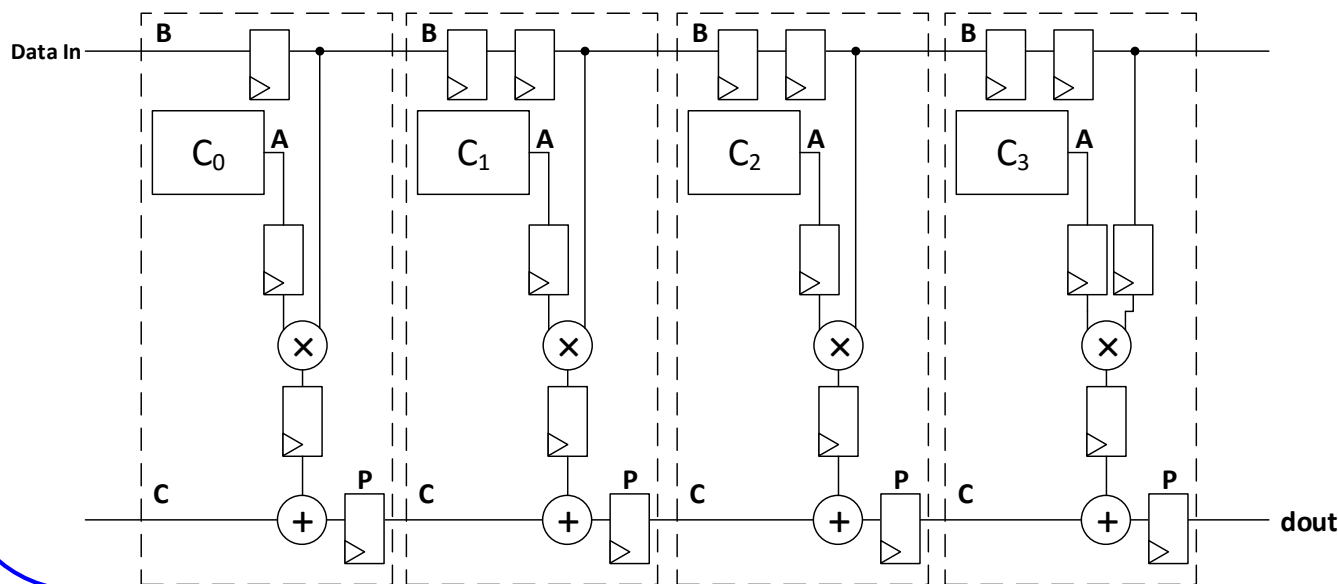 B B B B
Data In
A A A A
C₀ C₁ C₂ C₃
× × × ×
P P P P
C C C C
+ + + +
dout